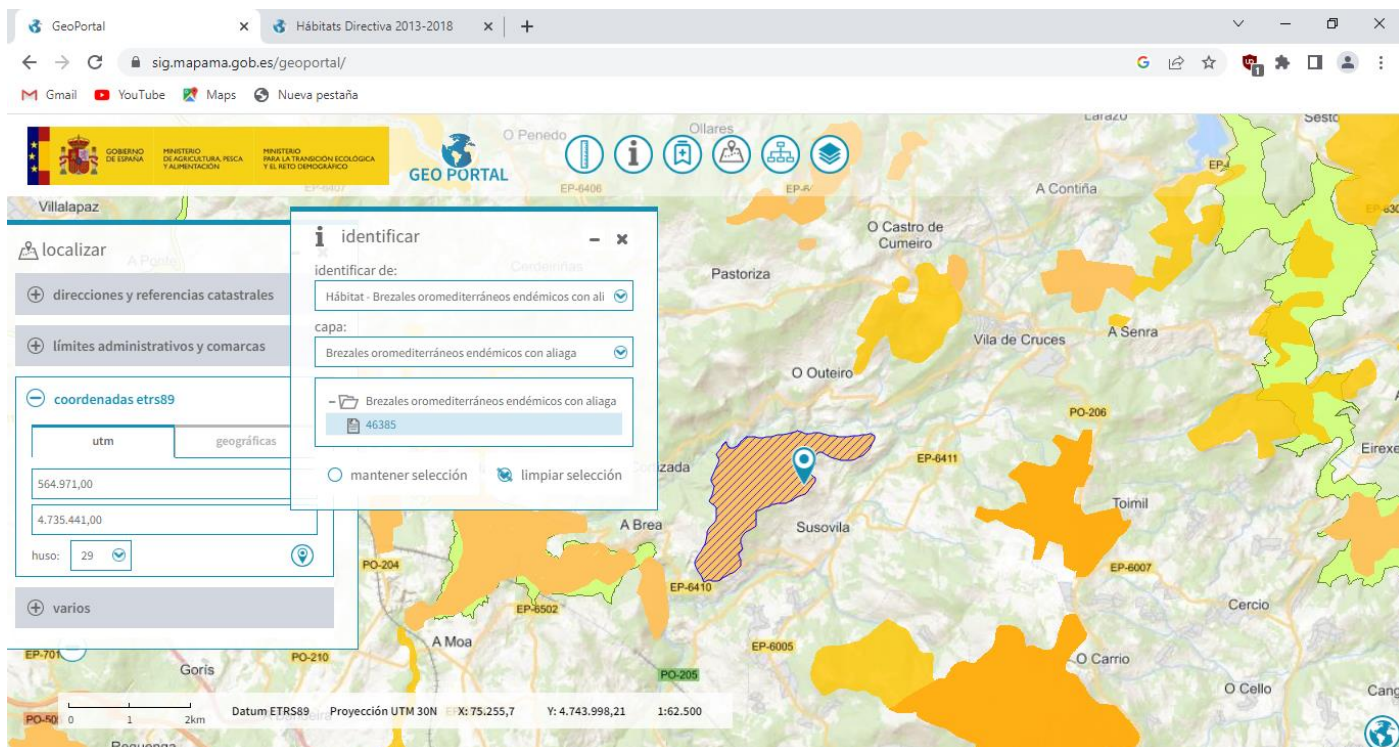 GeoPortal
Hábitats Directiva 2013-2018
sig.mapama.gob.es/geoportal/
G
1
Gmail
YouTube
Maps
Nueva pestaña
GOBIERNO DE ESPAÑA
MINISTERIO DE AGRICULTURA, PESCA Y ALIMENTACIÓN
MINISTERIO PARA LA TRANSICIÓN ECOLÓGICA Y EL RETO DEMOGRÁFICO
GEO PORTAL
O Penedo
Ollares
EP-6407
EP-6406
A Contiña
Villalapaz
localizar
direcciones y referencias catastrales
límites administrativos y comarcas
coordenadas etrs89
utm
geográficas
564.971,00
4.735.441,00
huso:
29
varios
i identificar
identificar de:
Hábitat - Brezales oromediterráneos endémicos con ali
capa:
Brezales oromediterráneos endémicos con aliaga
Brezales oromediterráneos endémicos con aliaga
46385
mantener selección
limpiar selección
O Castro de
Cumeiro
Pastoriza
Vila de Cruces
A Senra
O Outeiro
PO-206
EP-6411
Toimil
A Brea
Susovila
PO-204
EP-6410
EP-6007
EP-6502
Cercio
A Moa
EP-6005
EP-701
Goris
PO-210
PO-205
O Carrio
O Cello
PO-50
0 1 2km
Datum ETRS89
Proyección UTM 30N
X: 75.255,7
Y: 4.743.998,21
1:62.500